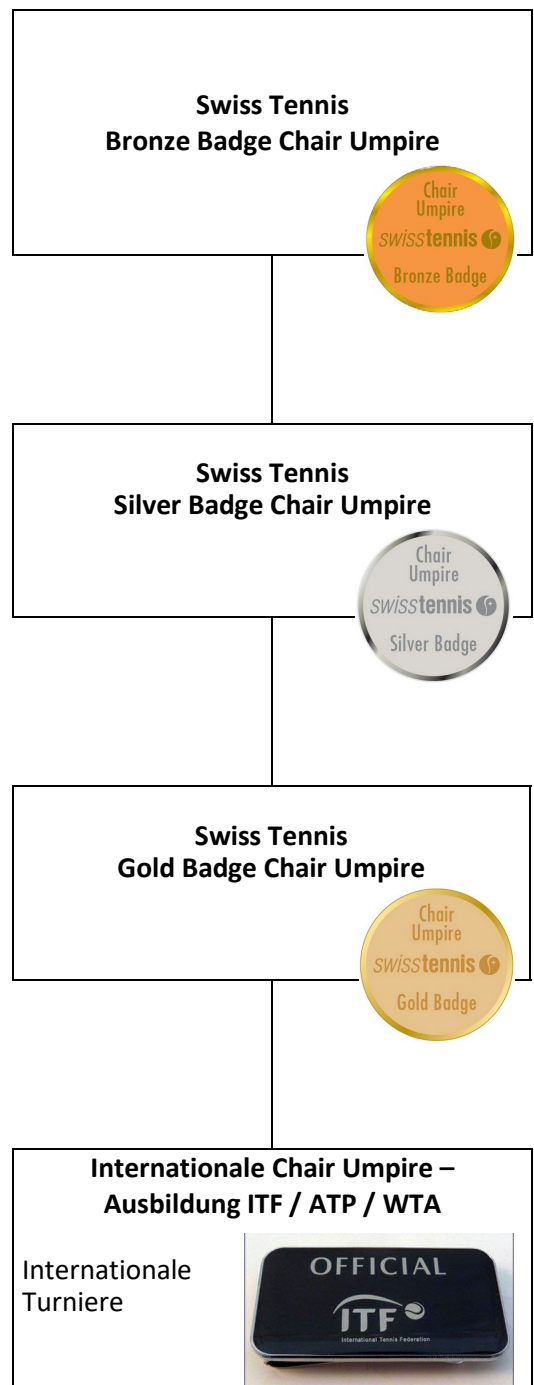 Swiss Tennis
Bronze Badge Chair Umpire
Chair
Umpire
swisstennis
Bronze Badge
Swiss Tennis
Silver Badge Chair Umpire
Chair
Umpire
swisstennis
Silver Badge
Swiss Tennis
Gold Badge Chair Umpire
Chair
Umpire
swisstennis
Gold Badge
Internationale Chair Umpire –
Ausbildung ITF / ATP / WTA
Internationale
Turniere
OFFICIAL
ITF
International Tennis Federation